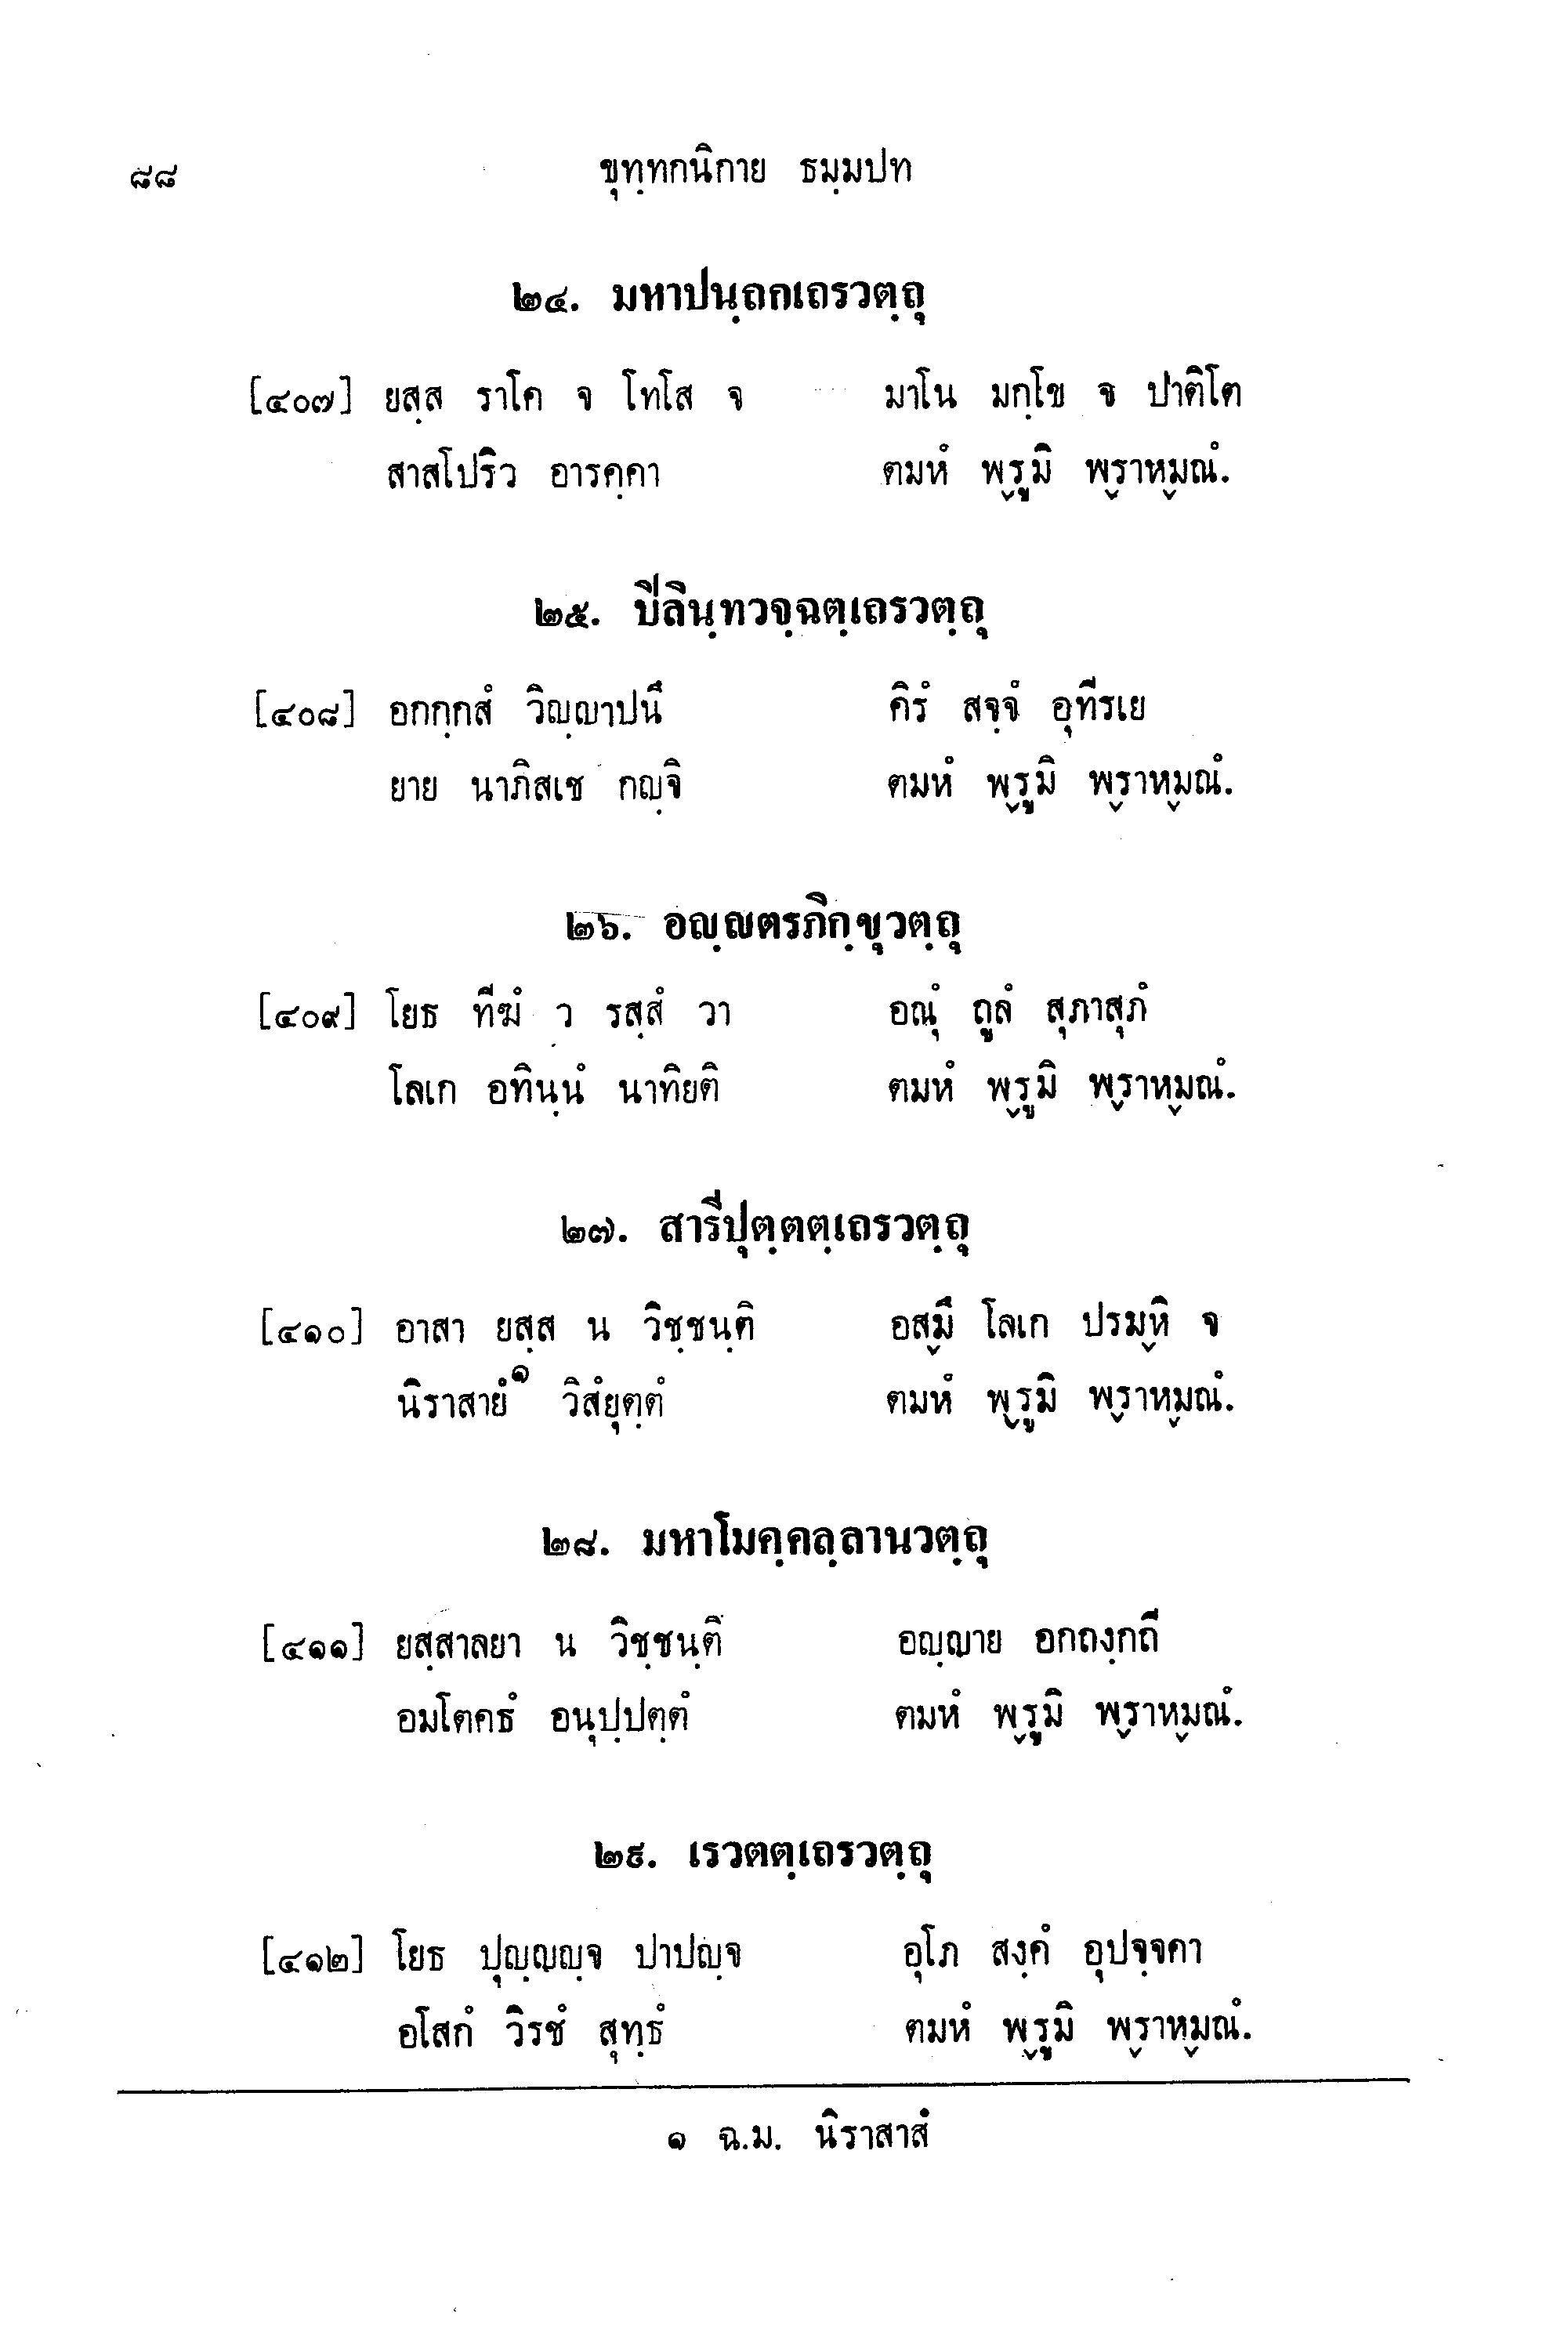 ๘๘ ขุทฺทกนิกาย ธมฺมปท
๒๔. มหาปนฺถกเถรวตฺถุ
[๔๐๗] ยสฺส ราโค จ โทโส จ มาโน มกฺโข จ ปาติโต
สาสโปริว อารคฺคา ตมหํ พฺรูมิ พฺราหฺมณํ.
๒๕. ปีลินฺทวจฺฉตฺเถรวตฺถุ
[๔๐๘] อกกฺกสํ วิญฺญาปนึ คิรํ สจฺจํ อุทีรเย
ยาย นาภิสเช กญฺจิ ตมหํ พฺรูมิ พฺราหฺมณํ.
๒๖. อญฺญตรภิกฺขุวตฺถุ
[๔๐๙] โยธ ทีฆํ ว รสฺสํ วา อณุํ ถูลํ สุภาสุภํ
โลเก อทินฺนํ นาทิยติ ตมหํ พฺรูมิ พฺราหฺมณํ.
๒๗. สารีปุตฺตตฺเถรวตฺถุ
[๔๑๐] อาสา ยสฺส น วิชฺชนฺติ อสฺมึ โลเก ปรมฺหิ จ
นิราสายํ๑ วิสํยุตฺตํ ตมหํ พฺรูมิ พฺราหฺมณํ.
๒๘. มหาโมคฺคลฺลานวตฺถุ
[๔๑๑] ยสฺสาลยา น วิชฺชนฺติ อญฺญาย อกถงฺกถี
อมโตคธํ อนุปฺปตฺตํ ตมหํ พฺรูมิ พฺราหฺมณํ.
๒๙. เรวตตฺเถรวตฺถุ
[๔๑๒] โยธ ปุญฺญญฺจ ปาปญฺจ อุโภ สงฺคํ อุปจฺจคา
อโสกํ วิรชํ สุทฺธํ ตมหํ พฺรูมิ พฺราหฺมณํ.
๑ ฉ.ม. นิราสาสํ